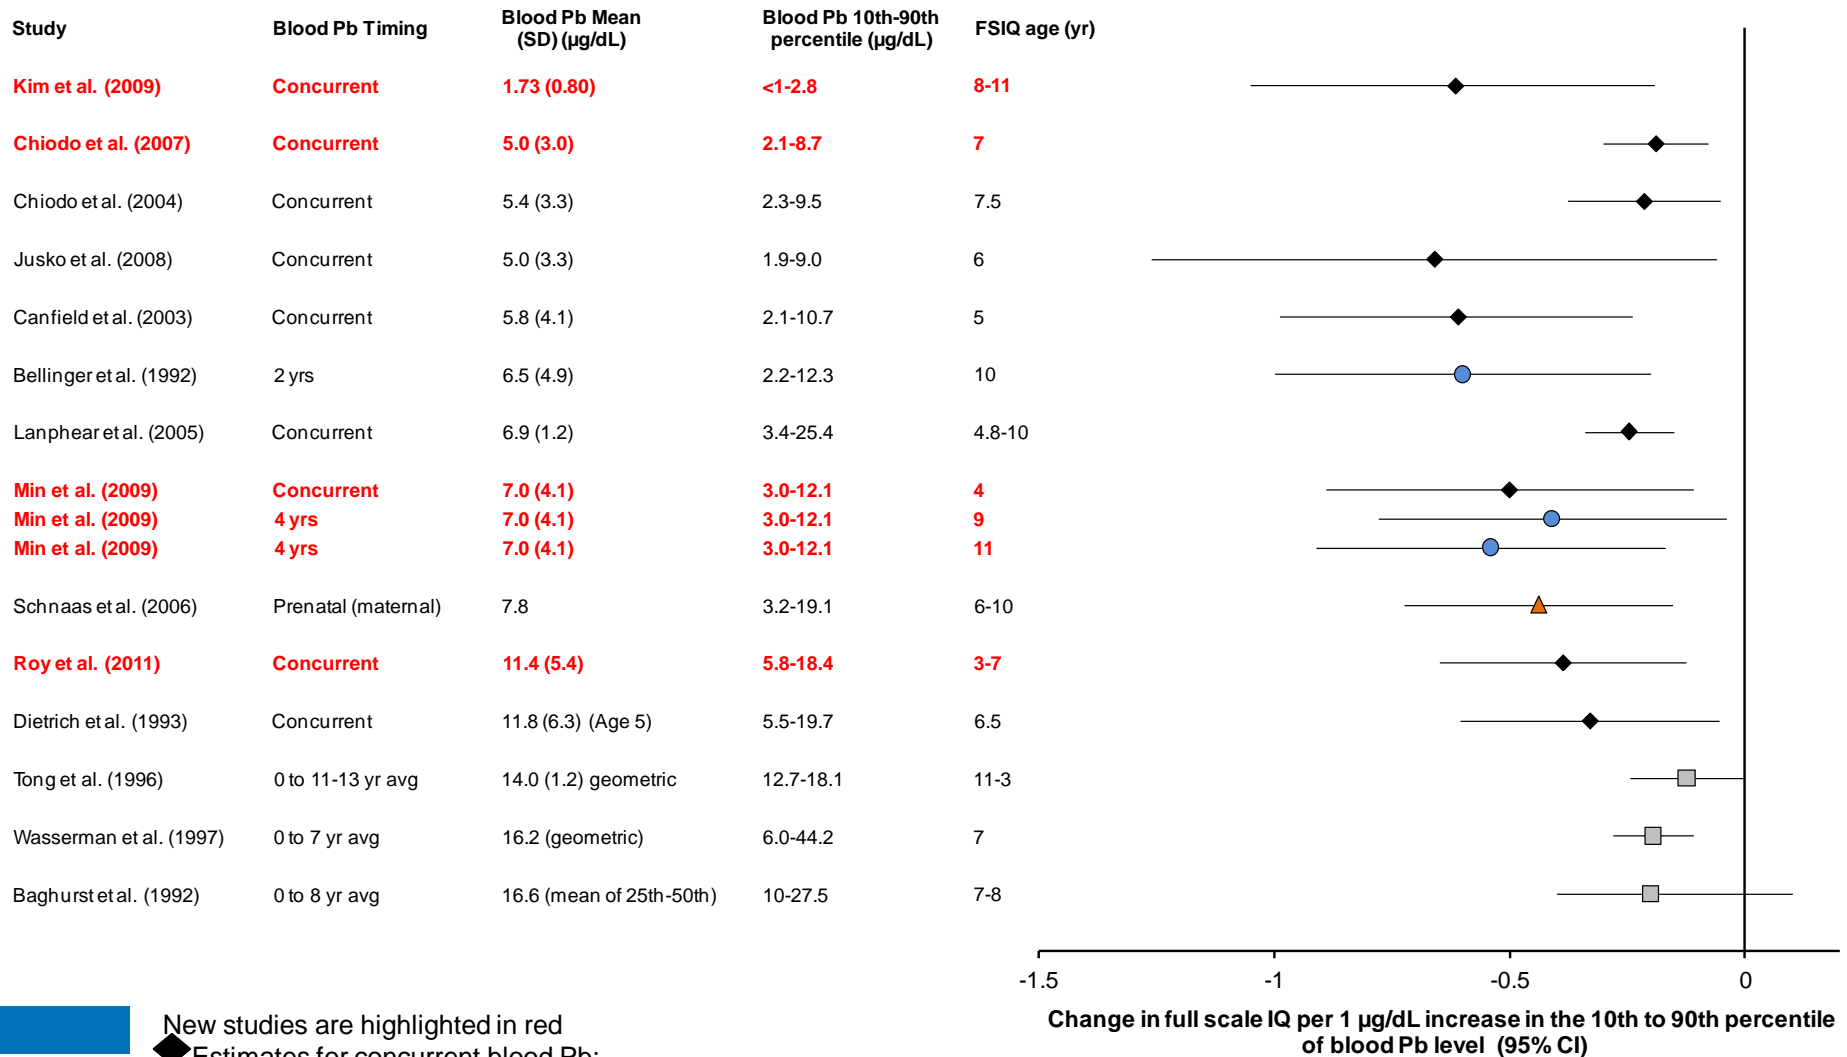 Study Blood Pb Timing Blood Pb Mean (SD) (µg/dL) Blood Pb 10th-90th percentile (µg/dL) FSIQ age (yr)
Kim et al. (2009) Concurrent 1.73 (0.80) <1-2.8 8-11
Chiodo et al. (2007) Concurrent 5.0 (3.0) 2.1-8.7 7
Chiodo et al. (2004) Concurrent 5.4 (3.3) 2.3-9.5 7.5
Jusko et al. (2008) Concurrent 5.0 (3.3) 1.9-9.0 6
Canfield et al. (2003) Concurrent 5.8 (4.1) 2.1-10.7 5
Bellinger et al. (1992) 2 yrs 6.5 (4.9) 2.2-12.3 10
Lanphear et al. (2005) Concurrent 6.9 (1.2) 3.4-25.4 4.8-10
Min et al. (2009) Concurrent 7.0 (4.1) 3.0-12.1 4
Min et al. (2009) 4 yrs 7.0 (4.1) 3.0-12.1 9
Min et al. (2009) 4 yrs 7.0 (4.1) 3.0-12.1 11
Schnaas et al. (2006) Prenatal (maternal) 7.8 3.2-19.1 6-10
Roy et al. (2011) Concurrent 11.4 (5.4) 5.8-18.4 3-7
Dietrich et al. (1993) Concurrent 11.8 (6.3) (Age 5) 5.5-19.7 6.5
Tong et al. (1996) 0 to 11-13 yr avg 14.0 (1.2) geometric 12.7-18.1 11-3
Wasserman et al. (1997) 0 to 7 yr avg 16.2 (geometric) 6.0-44.2 7
Baghurst et al. (1992) 0 to 8 yr avg 16.6 (mean of 25th-50th) 10-27.5 7-8
-1.5 -1 -0.5 0
Change in full scale IQ per 1 µg/dL increase in the 10th to 90th percentile
of blood Pb level (95% CI)
New studies are highlighted in red
Estimates for concurrent blood Pb;